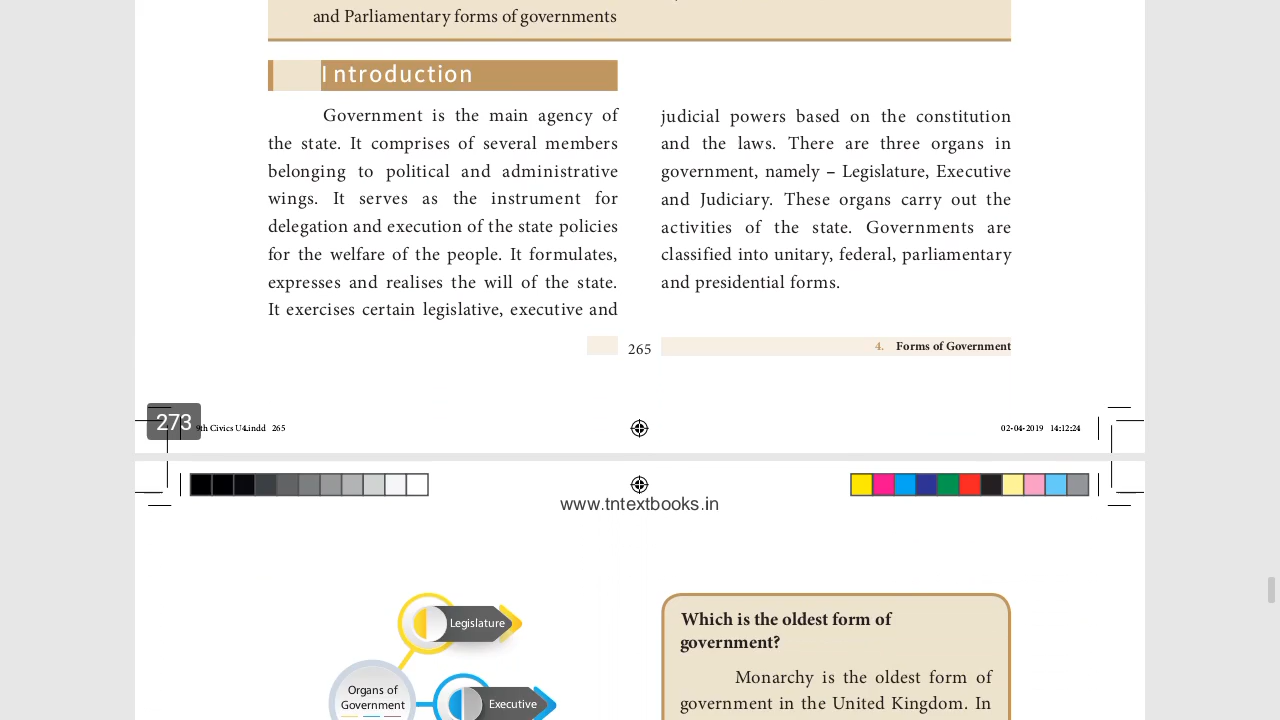 and Parliamentary forms of governments
Introduction
Government is the main agency of
the state. It comprises of several members
belonging to political and administrative
wings. It serves as the instrument for
delegation and execution of the state policies
for the welfare of the people. It formulates,
expresses and realises the will of the state.
It exercises certain legislative, executive and
judicial powers based on the constitution
and the laws. There are three organs in
government, namely – Legislature, Executive
and Judiciary. These organs carry out the
activities of the state. Governments are
classified into unitary, federal, parliamentary
and presidential forms.
265
4. Forms of Government
273
9th Civics U4.indd 265
02-04-2019 14:12:24
www.tntextbooks.in
Legislature
Organs of
Government
Executive
Which is the oldest form of
government?
Monarchy is the oldest form of
government in the United Kingdom. In